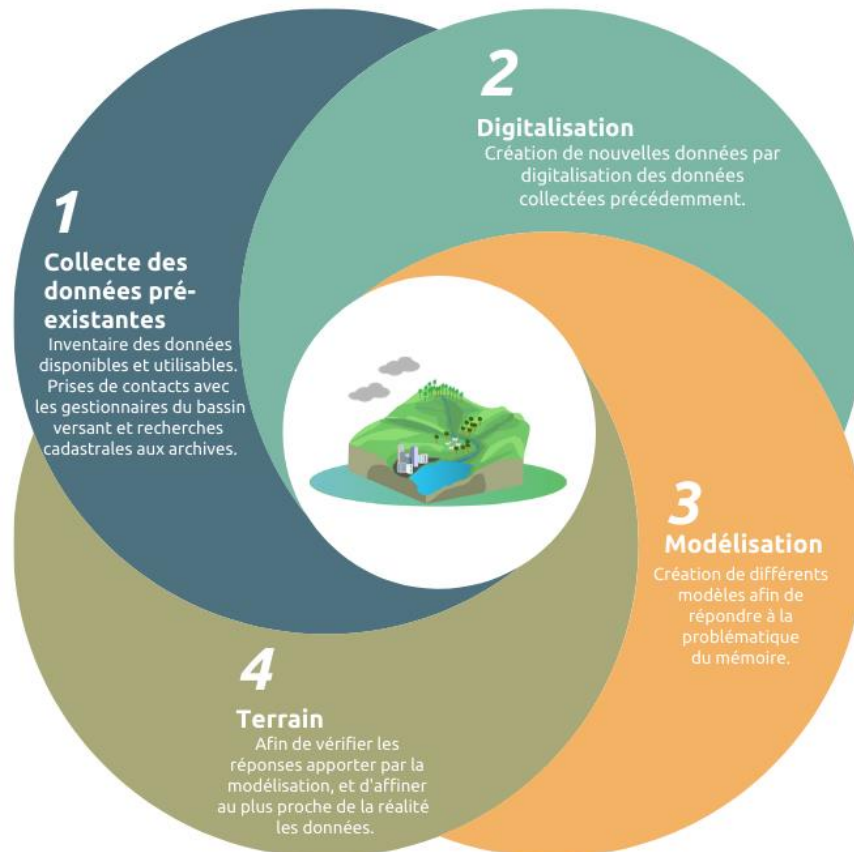 1
Collecte des
données pré-
existantes
Inventaire des données
disponibles et utilisables.
Prises de contacts avec
les gestionnaires du bassin
versant et recherches
cadastrales aux archives.
2
Digitalisation
Création de nouvelles données par
digitalisation des données
collectées précédemment.
3
Modélisation
Création de différents
modèles afin de
répondre à la
problématique
du mémoire.
4
Terrain
Afin de vérifier les
réponses apporter par la
modélisation, et d'affiner
au plus proche de la réalité
les données.